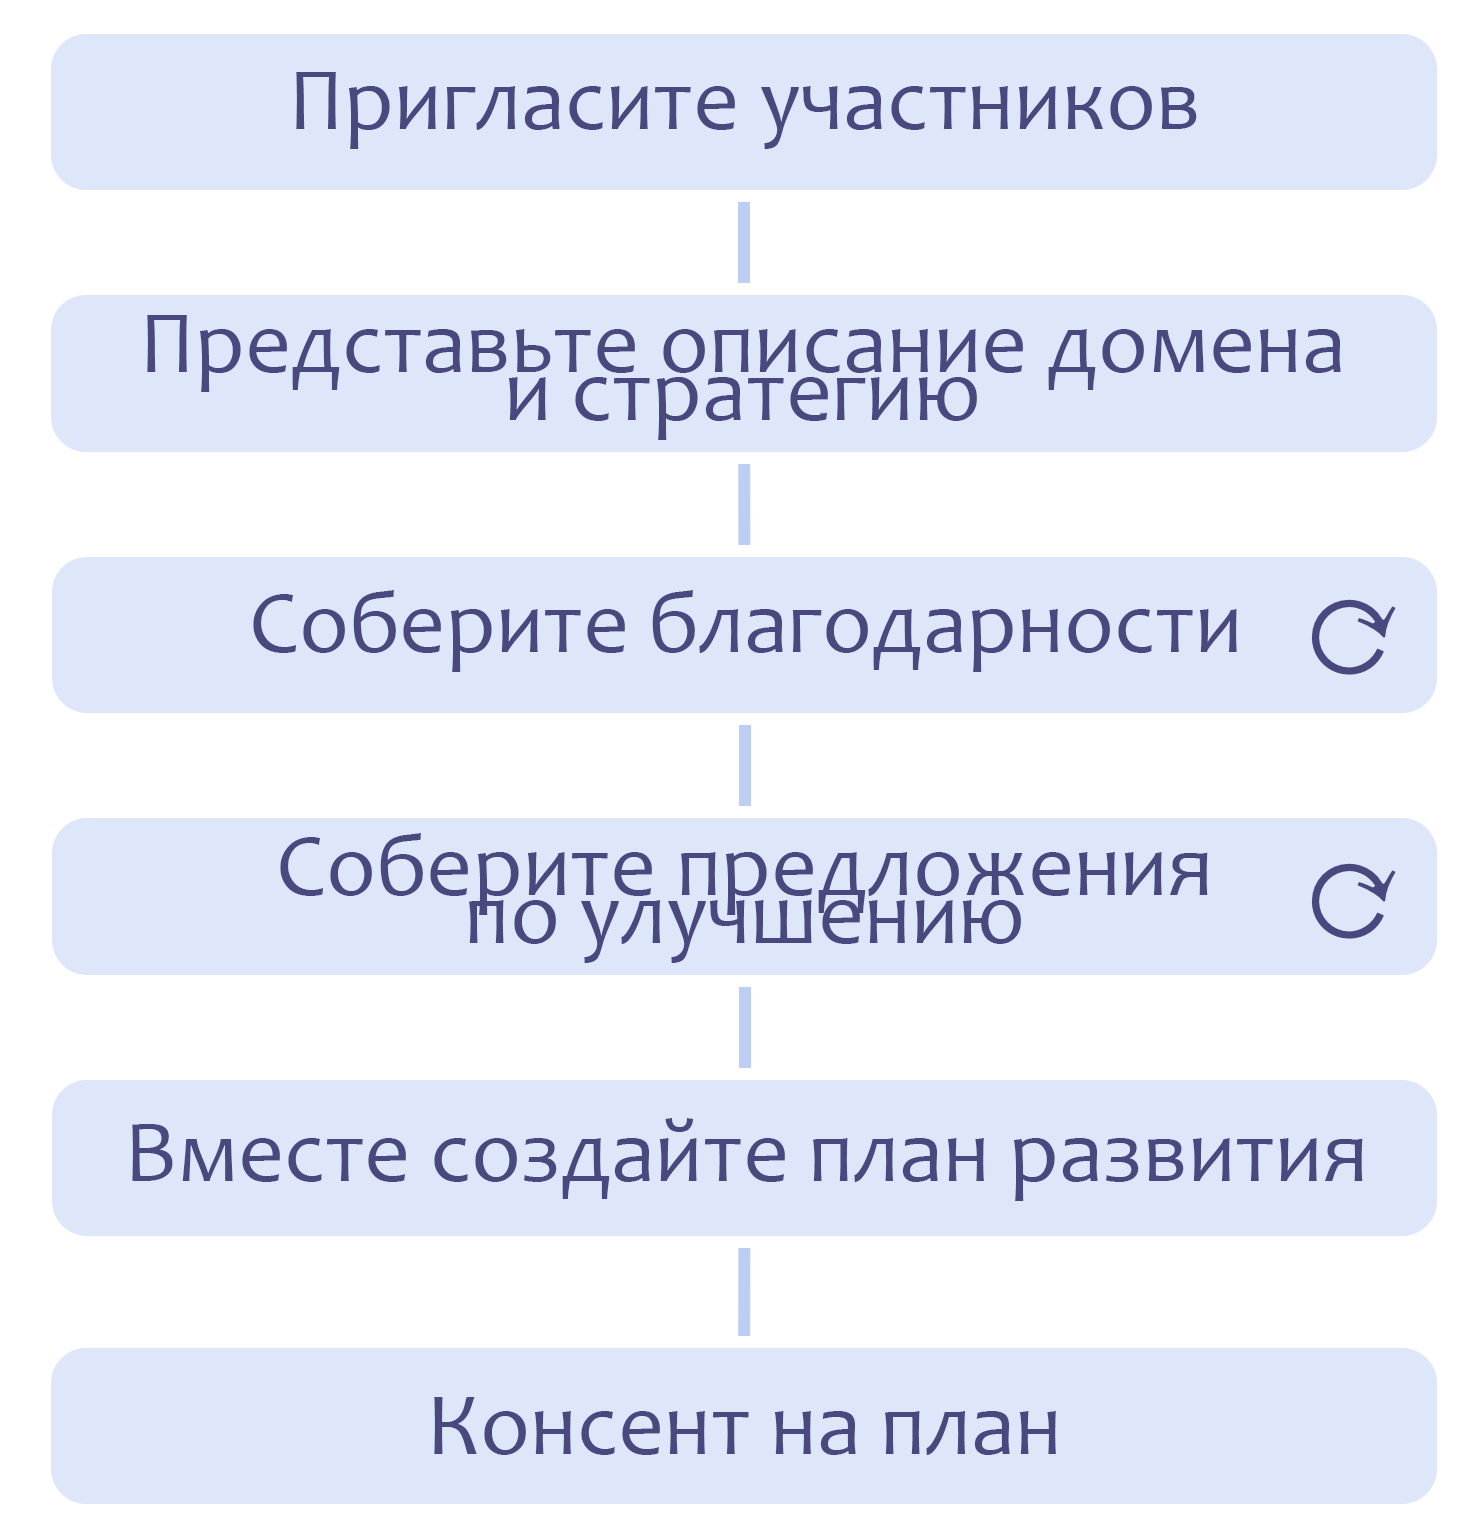 Пригласите участников
Представьте описание домена
и стратегию
Соберите благодарности
Соберите предложения
по улучшению
Вместе создайте план развития
Консент на план